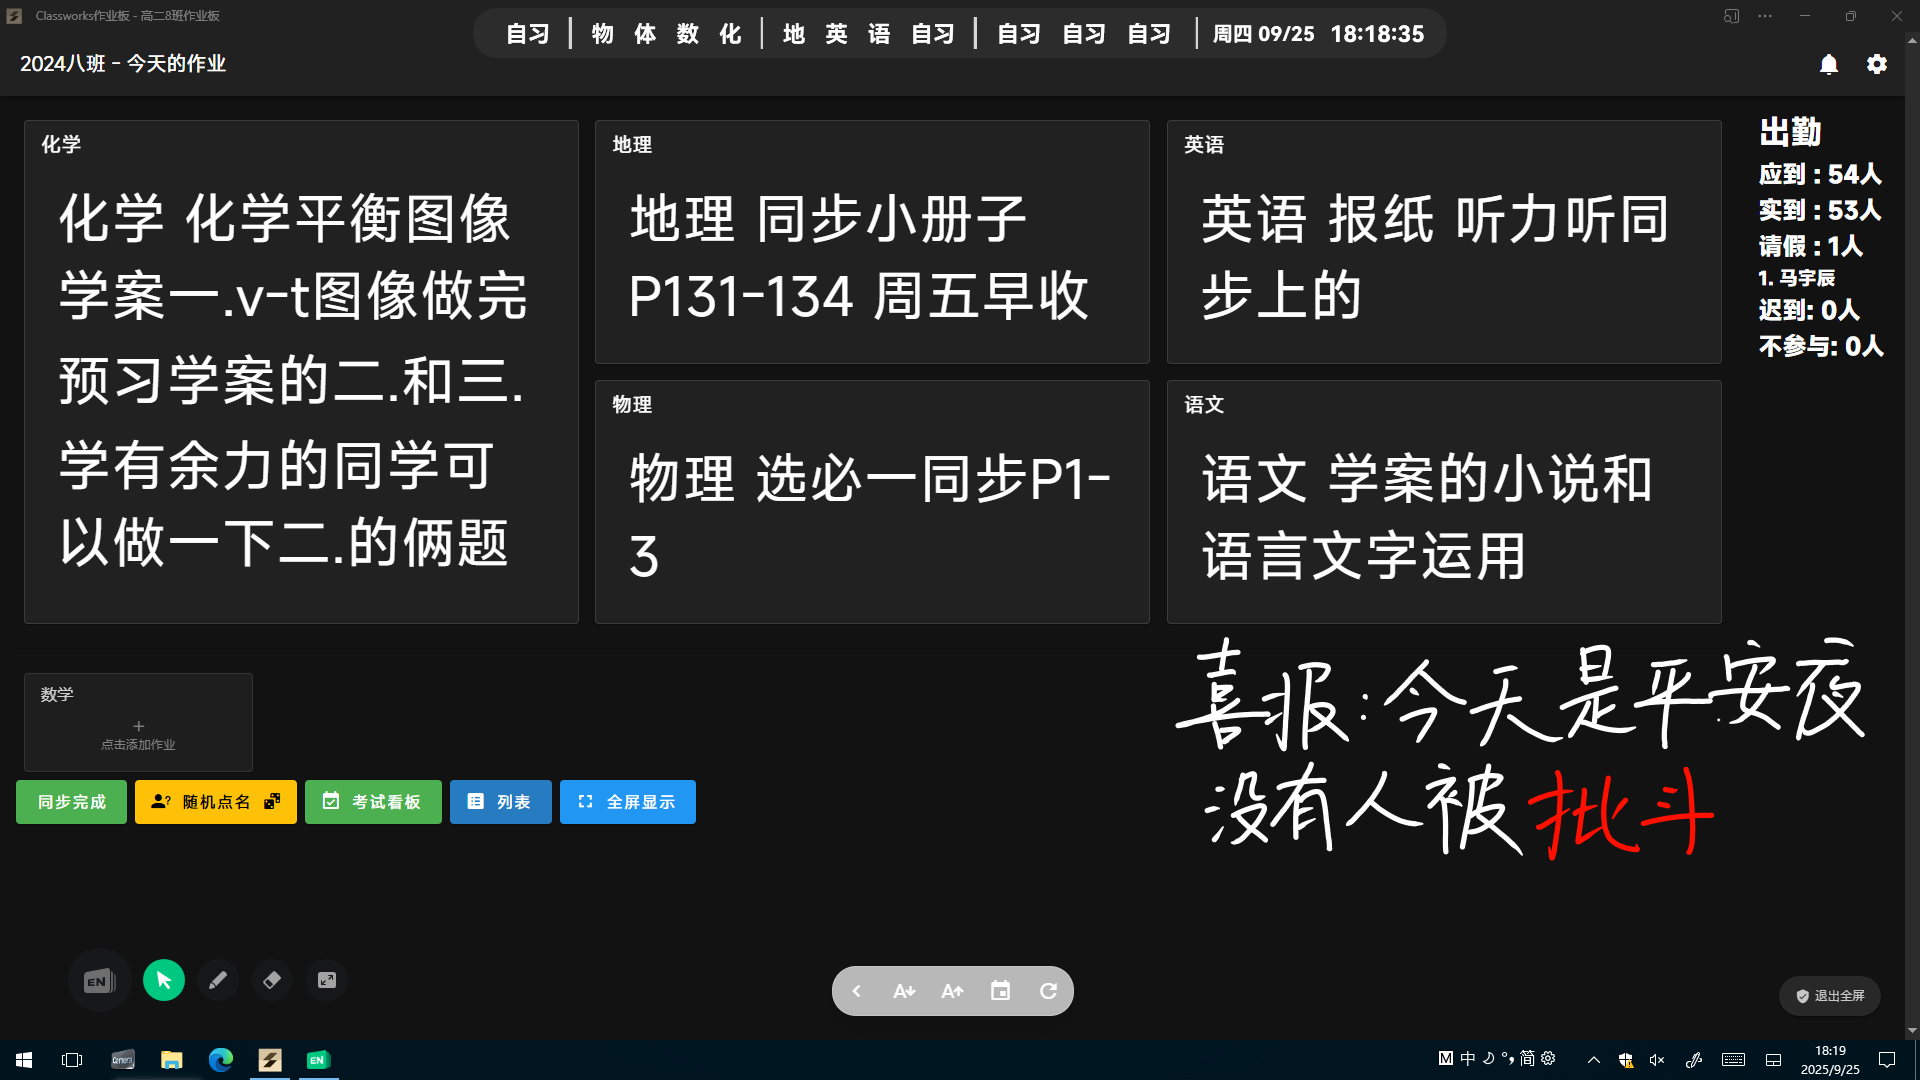 Classworks作业板 - 高二8班作业板
自习 | 物 体 数 化 | 地 英 语 自习 | 自习 自习 自习 | 周四 09/25 18:18:35
2024八班 - 今天的作业
化学
化学 化学平衡图像
学案一.v-t图像做完
预习学案的二.和三.
学有余力的同学可
以做一下二.的俩题
地理
地理 同步小册子
P131-134 周五早收
英语
英语 报纸 听力听同
步上的
物理
物理 选必一同步P1-
3
语文
语文 学案的小说和
语言文字运用
出勤
应到 : 54人
实到 : 53人
请假 : 1人
1. 马宇辰
迟到: 0人
不参与: 0人
数学
点击添加作业
喜报:今天是平安夜
没有人被批斗
同步完成
随机点名
考试看板
列表
全屏显示
EN
退出全屏
Camera
EN
M 中 简
18:19
2025/9/25